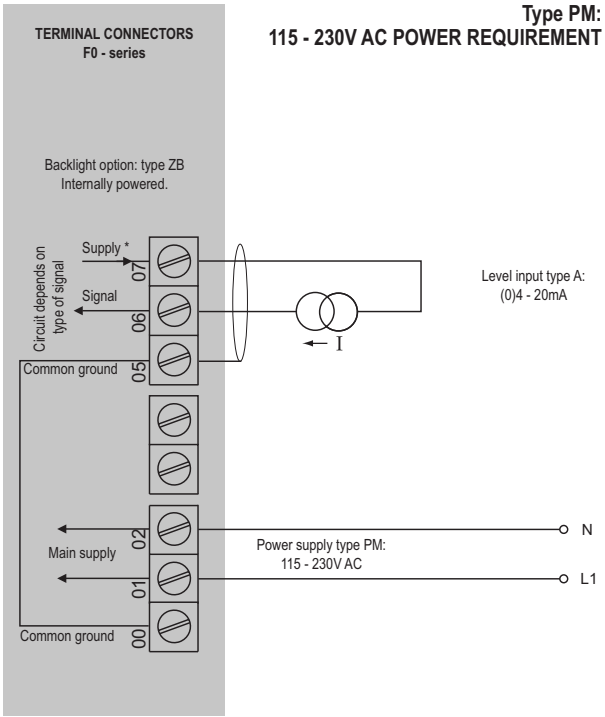 Type PM:
115 - 230V AC POWER REQUIREMENT
TERMINAL CONNECTORS
F0 - series
Backlight option: type ZB
Internally powered.
Circuit depends on
type of signal
Supply *
07
Signal
06
Common ground
05
Level input type A:
(0)4 - 20mA
I
02
Main supply
01
Power supply type PM:
115 - 230V AC
N
L1
Common ground
00